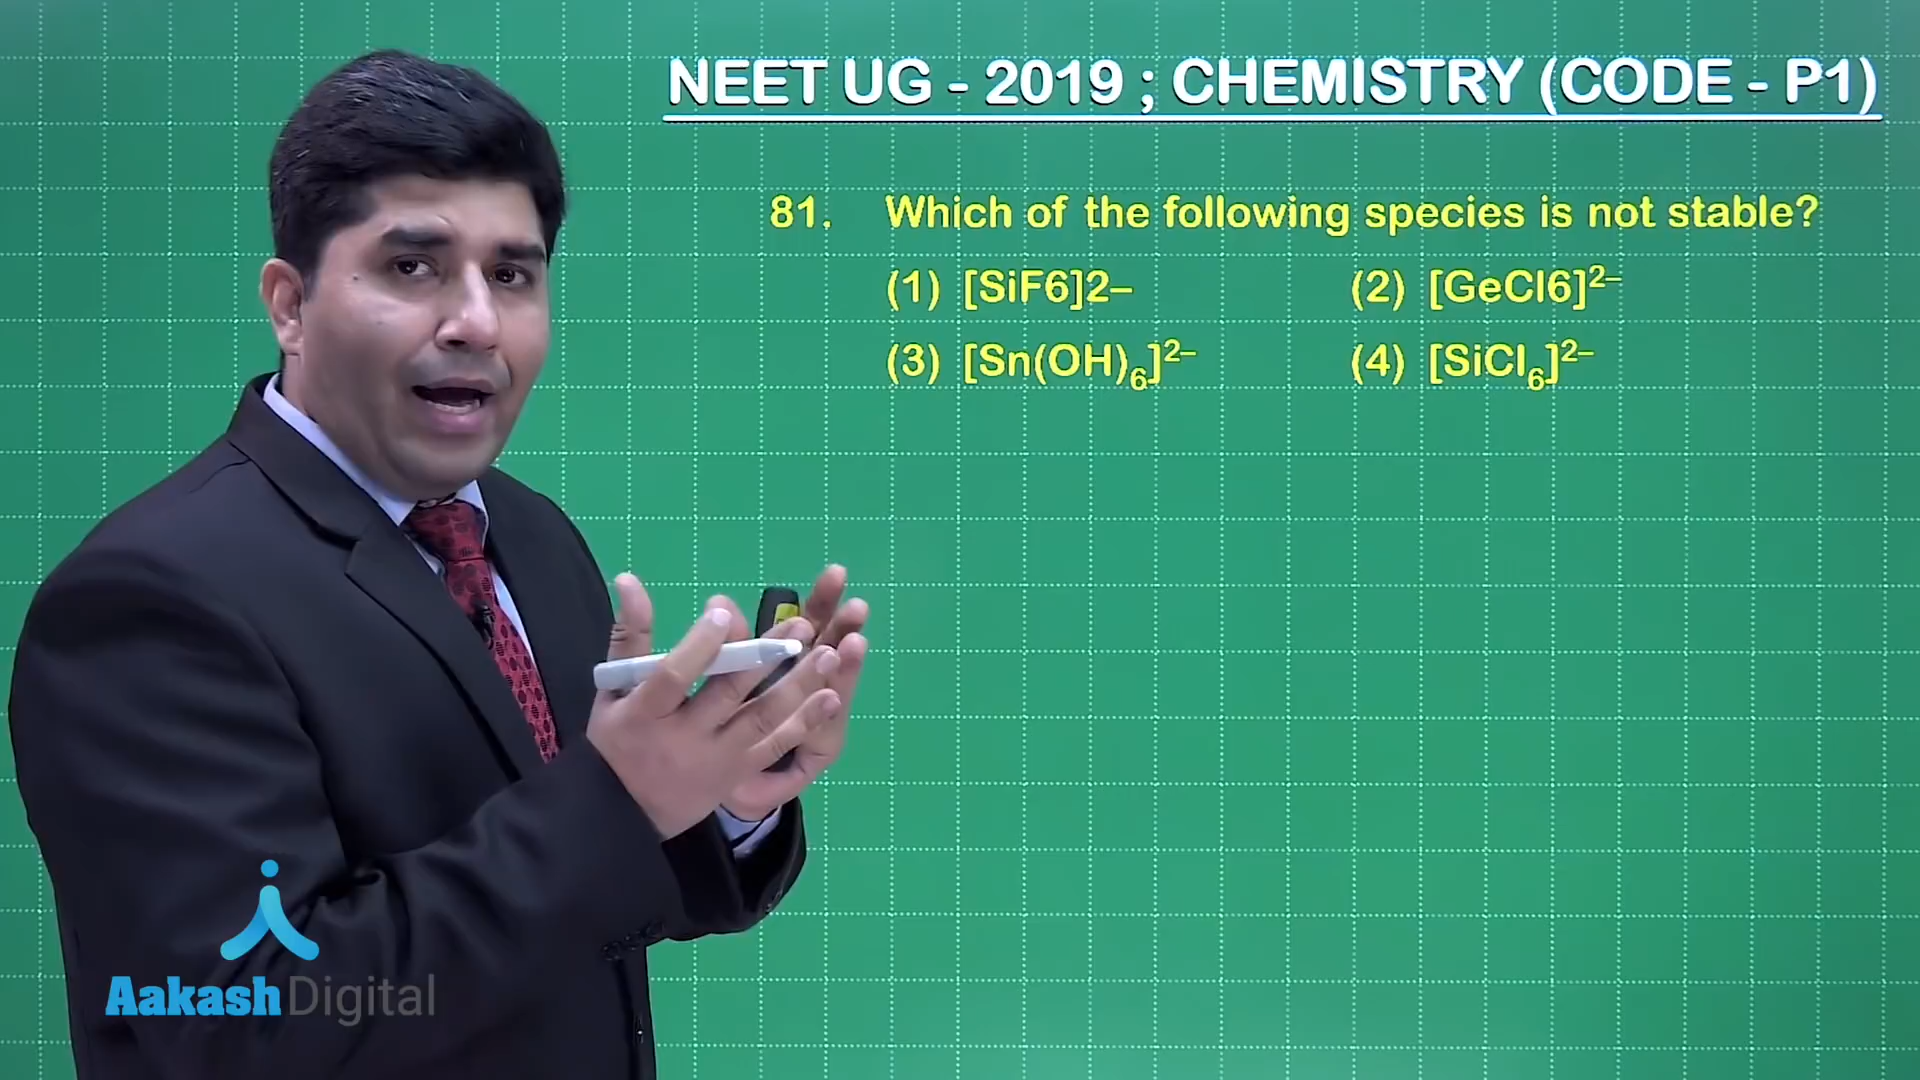 NEET UG - 2019 ; CHEMISTRY (CODE - P1)
81. Which of the following species is not stable?
(1) [SiF6]2– (2) [GeCl6]²⁻
(3) [Sn(OH)₆]²⁻ (4) [SiCl₆]²⁻
Aakash Digital